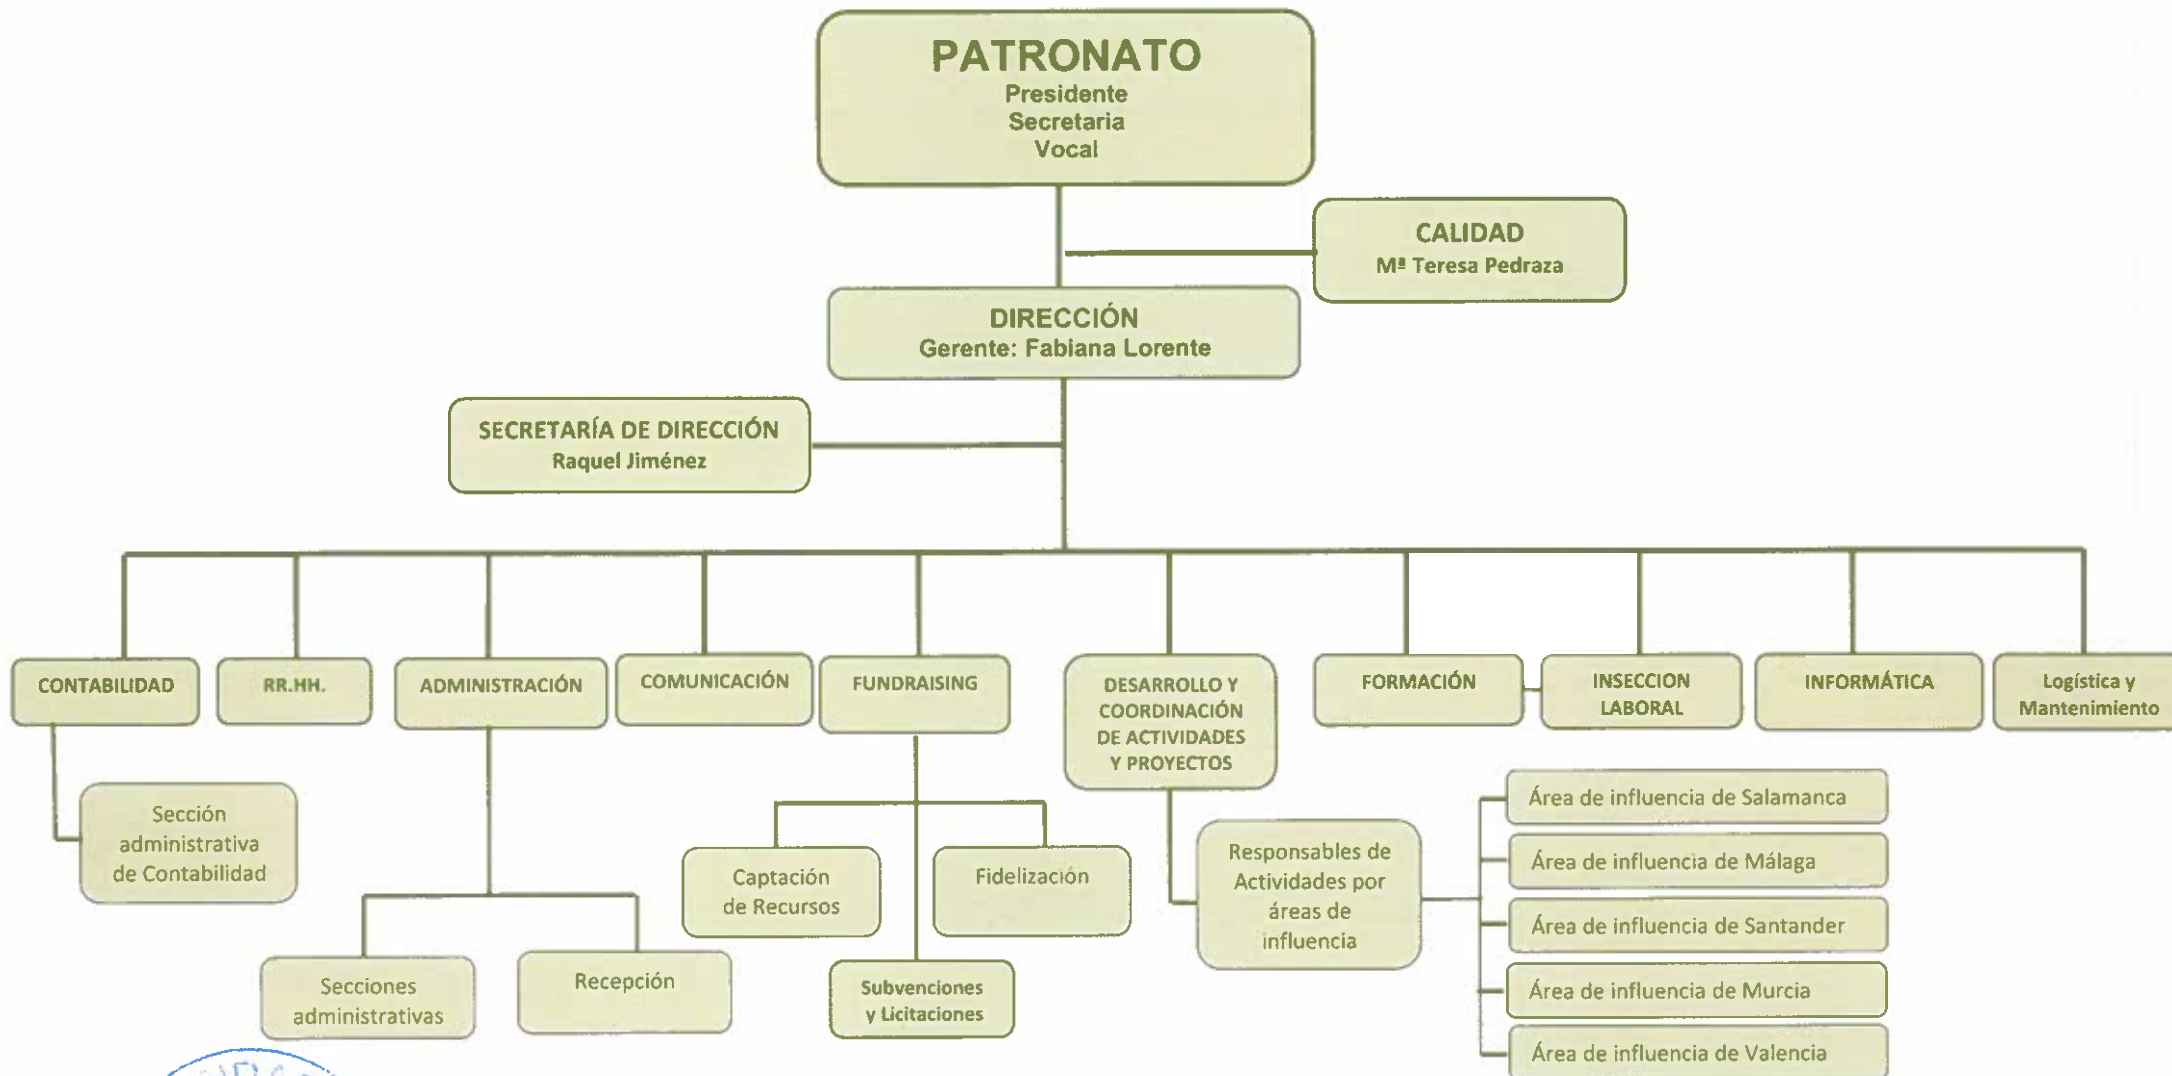 PATRONATO
Presidente
Secretaria
Vocal
CALIDAD
Mª Teresa Pedraza
DIRECCIÓN
Gerente: Fabiana Lorente
SECRETARÍA DE DIRECCIÓN
Raquel Jiménez
CONTABILIDAD
RR.HH.
ADMINISTRACIÓN
COMUNICACIÓN
FUNDRAISING
DESARROLLO Y
COORDINACIÓN
DE ACTIVIDADES
Y PROYECTOS
FORMACIÓN
INSECCION
LABORAL
INFORMÁTICA
Logística y
Mantenimiento
Sección
administrativa
de Contabilidad
Secciones
administrativas
Recepción
Captación
de Recursos
Fidelización
Subvenciones
y Licitaciones
Responsables de
Actividades por
áreas de
influencia
Área de influencia de Salamanca
Área de influencia de Málaga
Área de influencia de Santander
Área de influencia de Murcia
Área de influencia de Valencia